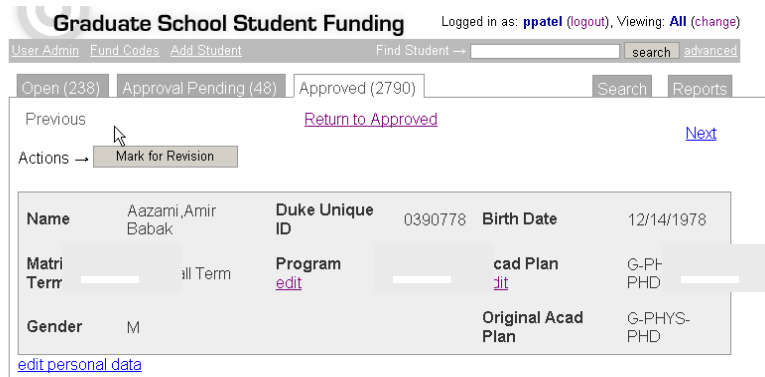 Graduate School Student Funding Logged in as: ppatel (logout), Viewing: All (change)
User Admin Fund Codes Add Student Find Student → search advanced
Open (238) Approval Pending (48) Approved (2790) Search Reports
Previous Return to Approved Next
Actions → Mark for Revision
Name Aazami,Amir Babak Duke Unique ID 0390778 Birth Date 12/14/1978
Term Program edit G-PHYS-PHD
Gender M Original Acad Plan G-PHYS-PHD
edit personal data